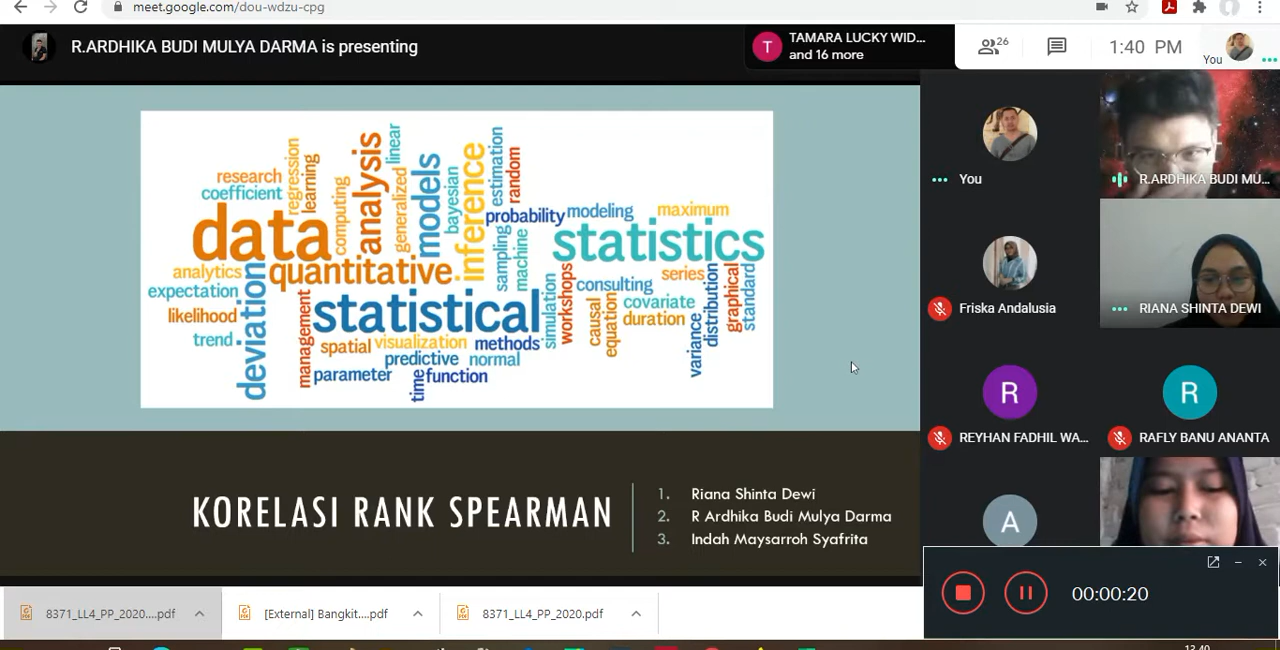 meet.google.com/dou-wdzu-cpg
R.ARDHIKA BUDI MULYA DARMA is presenting
T
TAMARA LUCKY WID...
and 16 more
26
1:40 PM
You
research
coefficient
regression
learning
computing
analysis
linear
generalized
models
bayesian
inference
estimation
random
probability
modeling
maximum
data
statistics
sampling
machine
analytics
quantitative
expectation
deviation
likelihood
trend
management
statistical
simulation
workshops
consulting
series
causal
equation
covariate
duration
variance
distribution
graphical
standard
spatial
visualization
methods
predictive
normal
parameter
time
function
KORELASI RANK SPEARMAN
1. Riana Shinta Dewi
2. R Ardhika Budi Mulya Darma
3. Indah Maysarroh Syafrita
You
R.ARDHIKA BUDI MU...
Friska Andalusia
RIANA SHINTA DEWI
R
REYHAN FADHIL WA...
R
RAFLY BANU ANANTA
A
00:00:20
8371_LL4_PP_2020....pdf
[External] Bangkit....pdf
8371_LL4_PP_2020.pdf